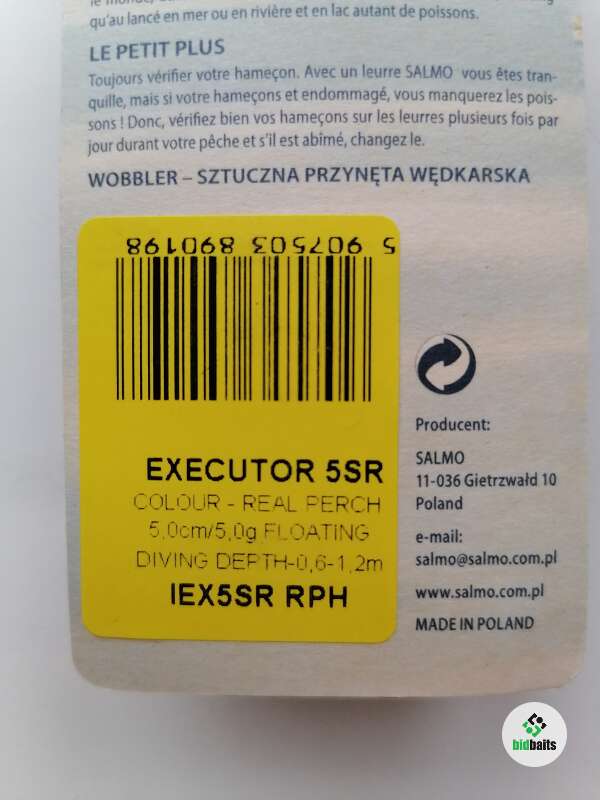 qu'au lancé en mer ou en rivière et en lac autant de poissons.
LE PETIT PLUS
Toujours vérifier votre hameçon. Avec un leurre SALMO vous êtes tran-
quille, mais si votre hameçons et endommagé, vous manquerez les pois-
sons ! Donc, vérifiez bien vos hameçons sur les leurres plusieurs fois par
jour durant votre pêche et s'il est abîmé, changez le.
WOBBLER – SZTUCZNA PRZYNĘTA WĘDKARSKA
5 907503 890198
EXECUTOR 5SR
COLOUR - REAL PERCH
5,0cm/5,0g FLOATING
DIVING DEPTH-0,6-1,2m
IEX5SR RPH
Producent:
SALMO
11-036 Gietrzwałd 10
Poland
e-mail:
salmo@salmo.com.pl
www.salmo.com.pl
MADE IN POLAND
bidbaits